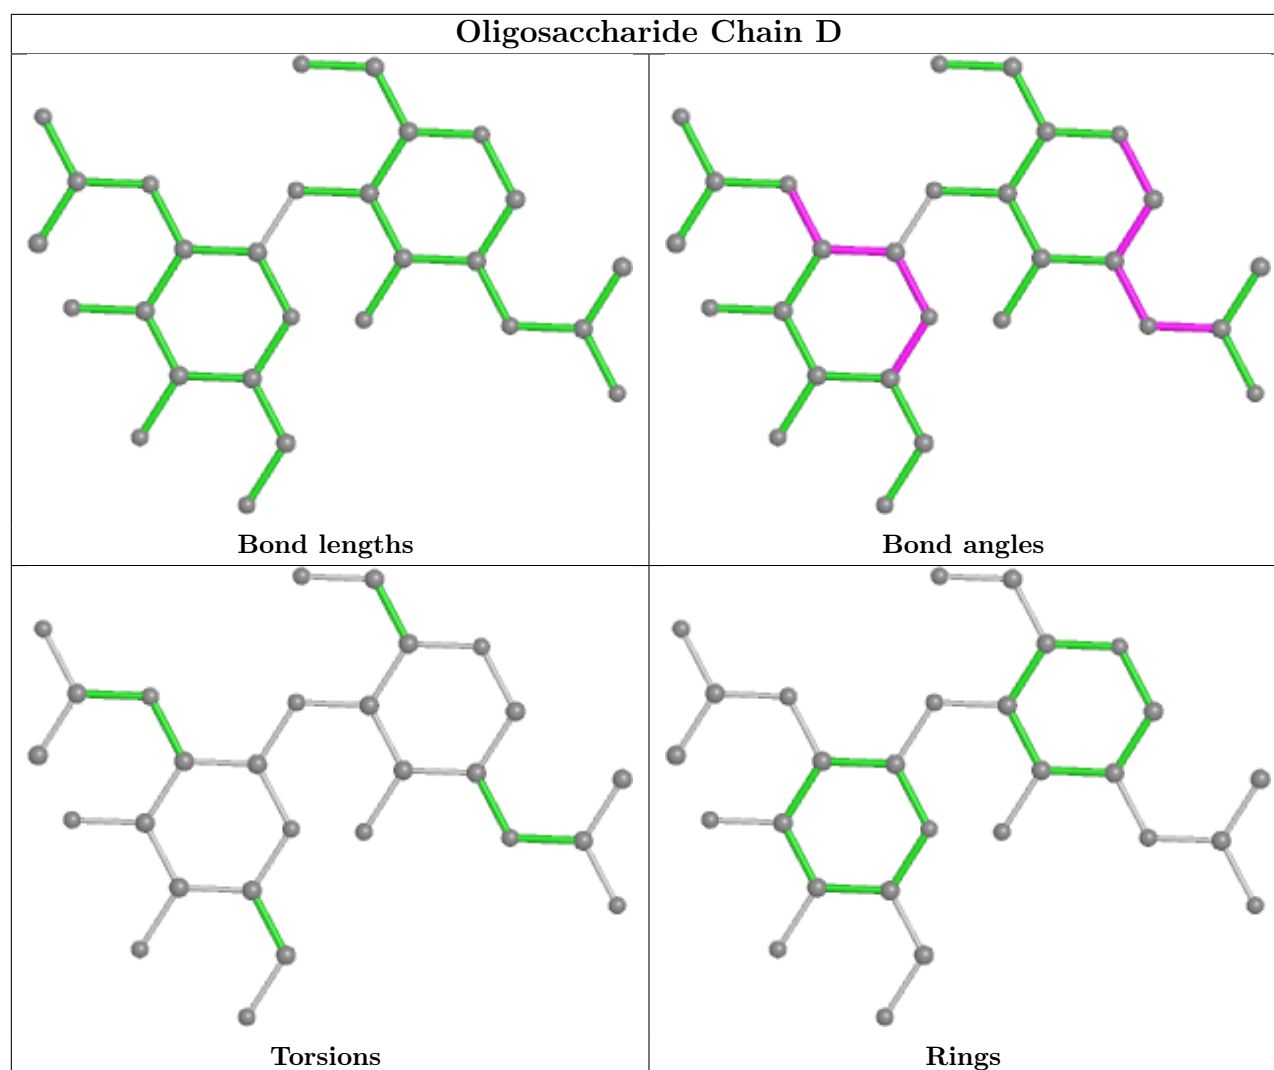 Oligosaccharide Chain D
Bond lengths
Bond angles
Torsions
Rings